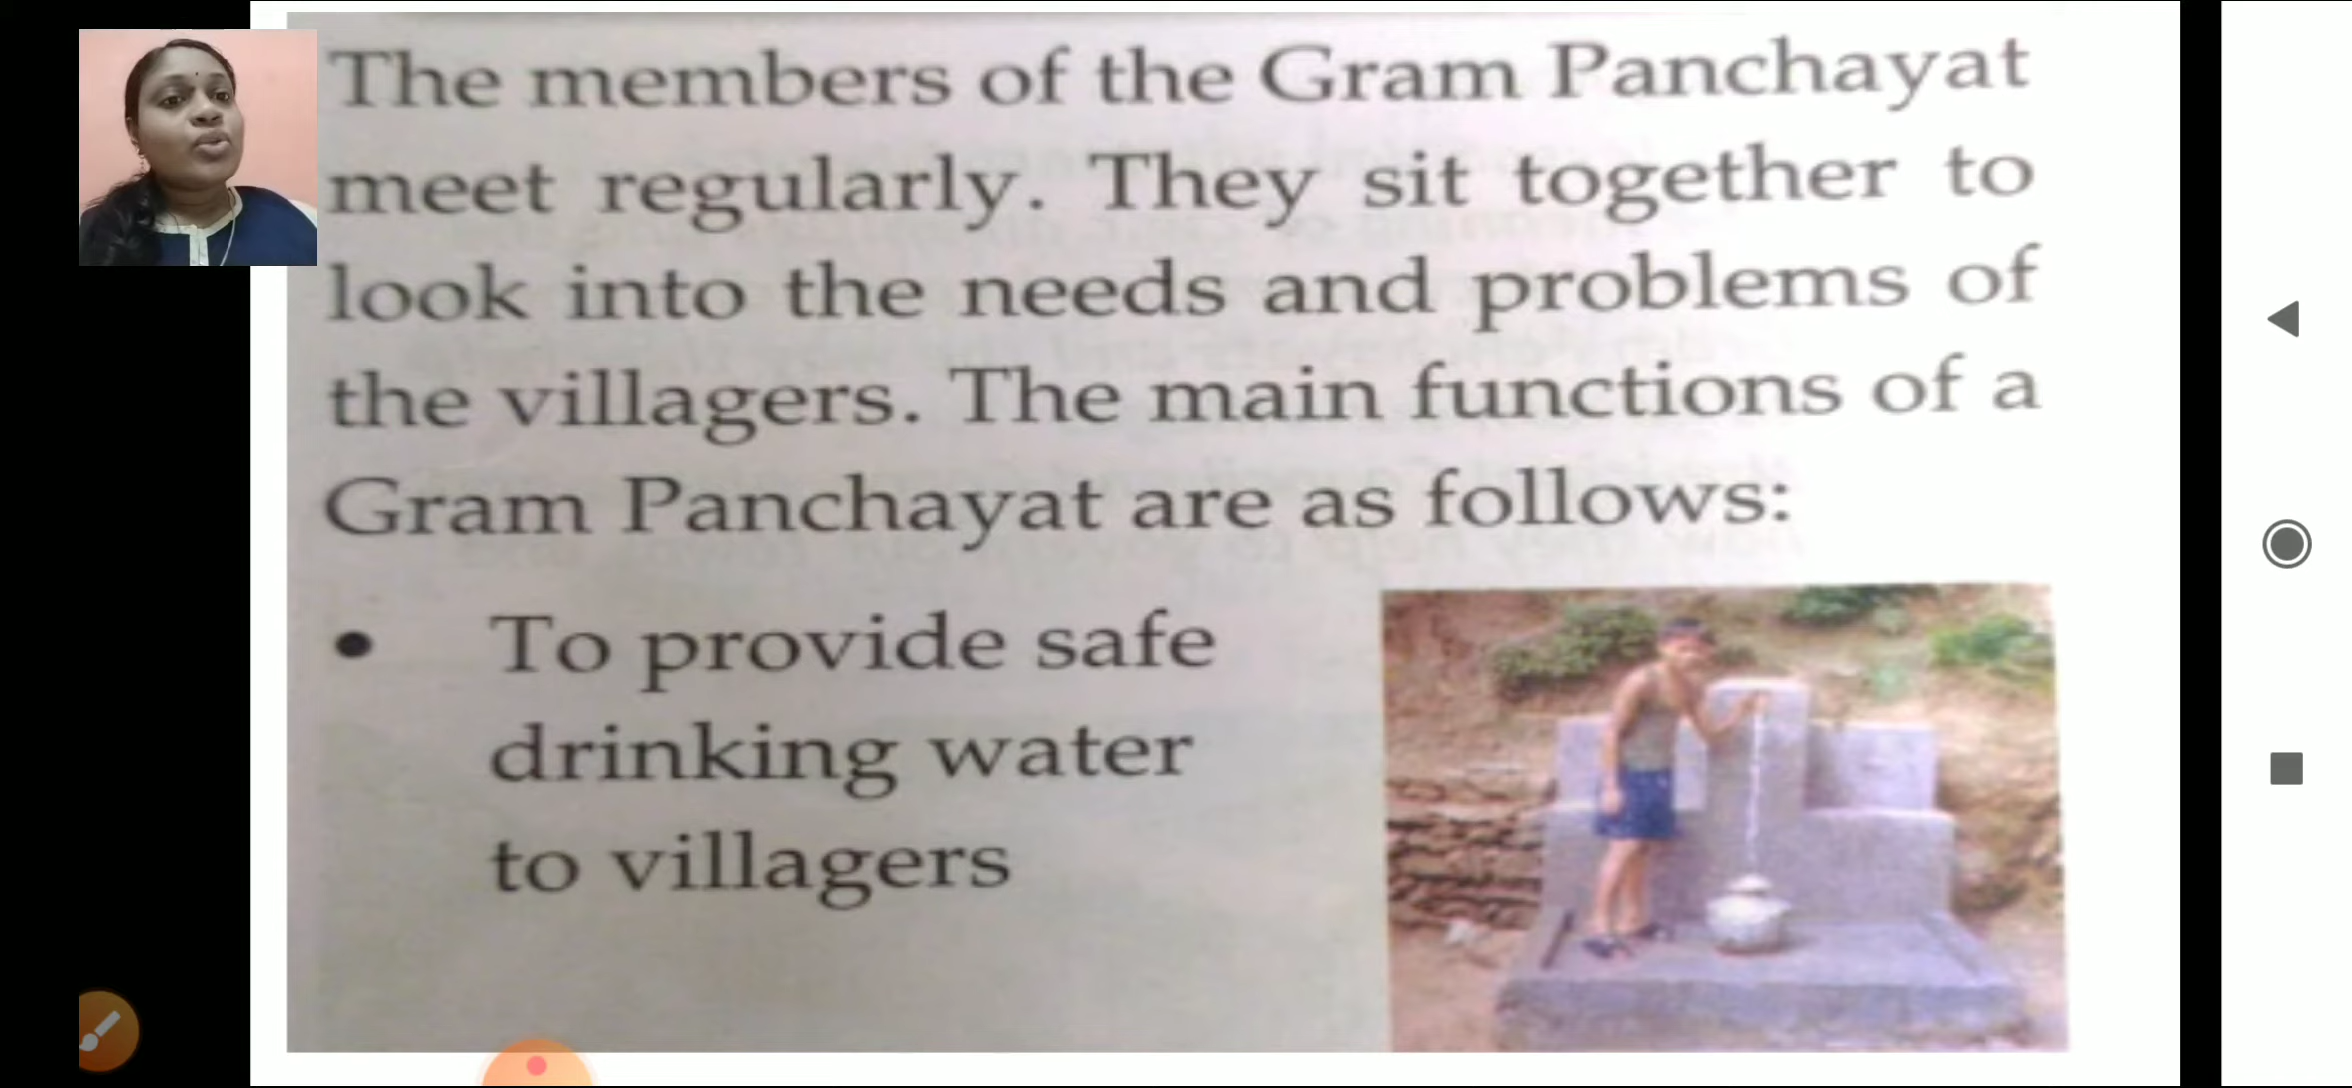 The members of the Gram Panchayat
meet regularly. They sit together to
look into the needs and problems of
the villagers. The main functions of a
Gram Panchayat are as follows:
• To provide safe
drinking water
to villagers